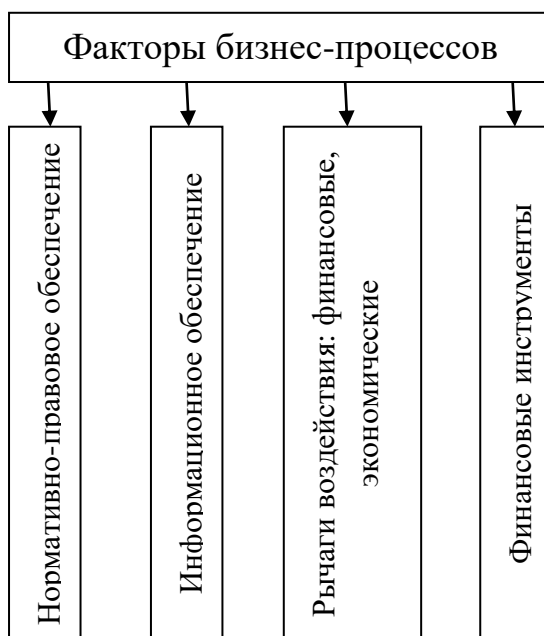 Факторы бизнес-процессов
Нормативно-правовое обеспечение
Информационное обеспечение
Рычаги воздействия: финансовые,
экономические
Финансовые инструменты